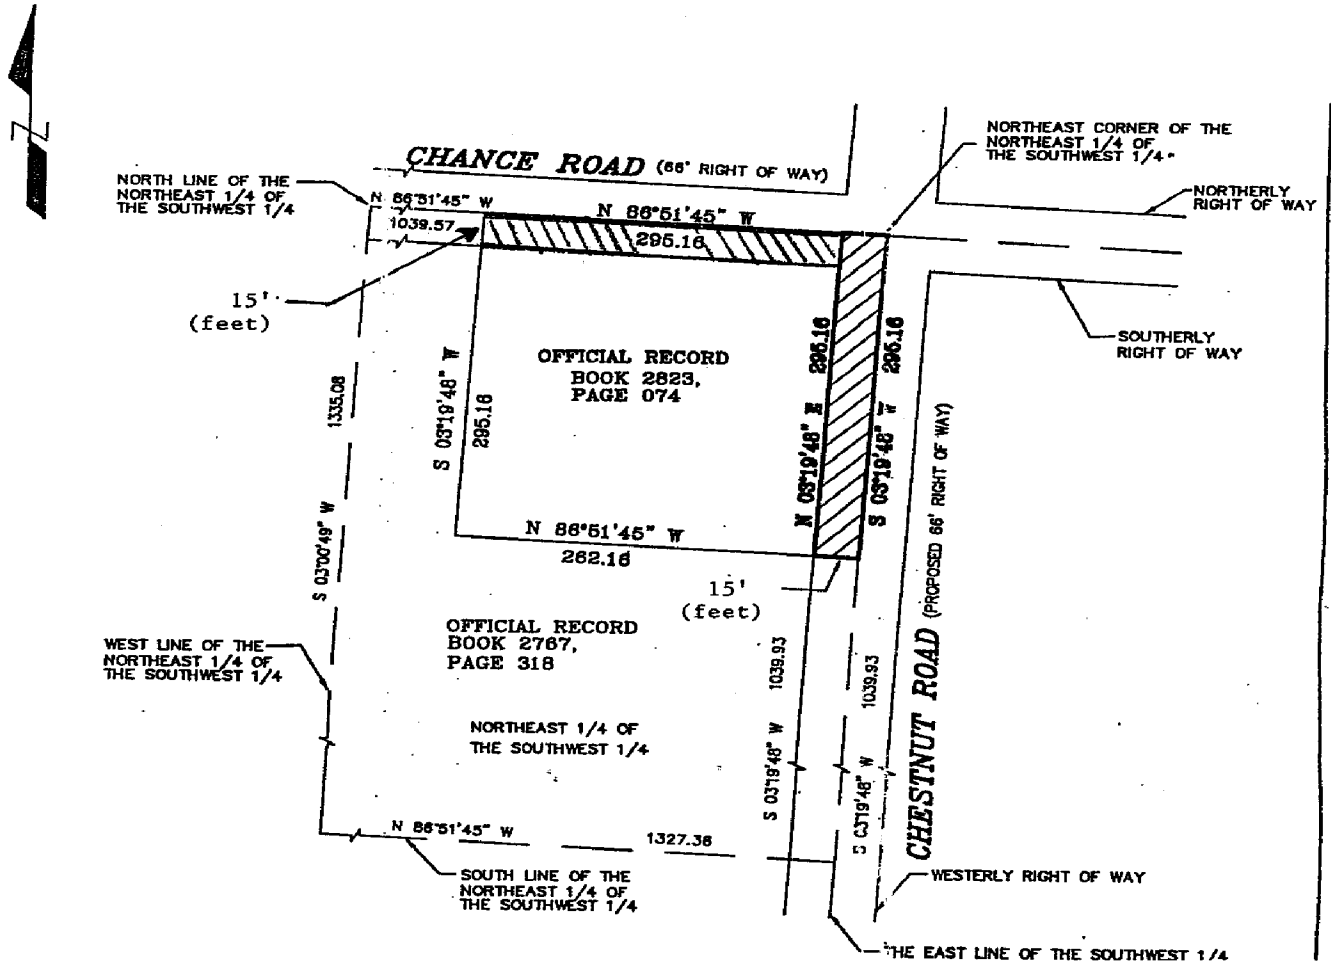 N
CHANCE ROAD (66' RIGHT OF WAY)
NORTHEAST CORNER OF THE
NORTHEAST 1/4 OF
THE SOUTHWEST 1/4
NORTH LINE OF THE
NORTHEAST 1/4 OF
THE SOUTHWEST 1/4
N 86°51'45" W
1039.57
N 86°51'45" W
295.16
NORTHERLY
RIGHT OF WAY
15'
(feet)
SOUTHERLY
RIGHT OF WAY
OFFICIAL RECORD
BOOK 2823,
PAGE 074
S 03°19'48" W
295.16
N 03°19'48" E
295.16
S 03°19'48" W
295.16
1335.08
S 03°00'49" W
N 86°51'45" W
262.16
15'
(feet)
CHESTNUT ROAD (PROPOSED 66' RIGHT OF WAY)
OFFICIAL RECORD
BOOK 2767,
PAGE 318
WEST LINE OF THE
NORTHEAST 1/4 OF
THE SOUTHWEST 1/4
NORTHEAST 1/4 OF
THE SOUTHWEST 1/4
S 03°19'48" W
1039.93
S 03°19'48" W
1039.93
N 86°51'45" W
1327.36
SOUTH LINE OF THE
NORTHEAST 1/4 OF
THE SOUTHWEST 1/4
WESTERLY RIGHT OF WAY
THE EAST LINE OF THE SOUTHWEST 1/4